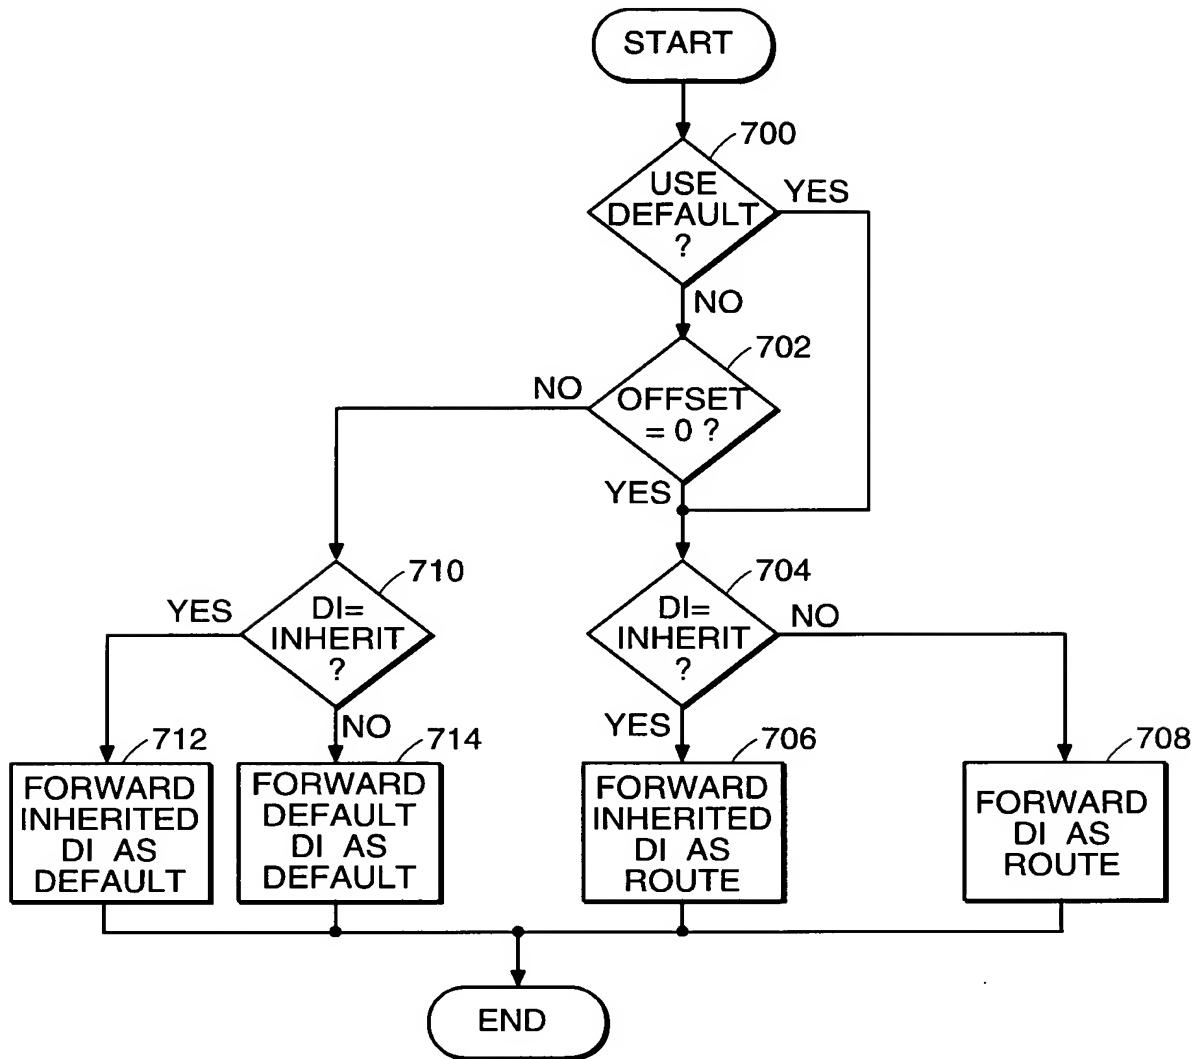 START
700
USE
DEFAULT
?
YES
NO
702
OFFSET
= 0 ?
NO
YES
710
DI=
INHERIT
?
YES
NO
704
DI=
INHERIT
?
NO
YES
712
FORWARD
INHERITED
DI AS
DEFAULT
714
FORWARD
DEFAULT
DI AS
DEFAULT
706
FORWARD
INHERITED
DI AS
ROUTE
708
FORWARD
DI AS
ROUTE
END